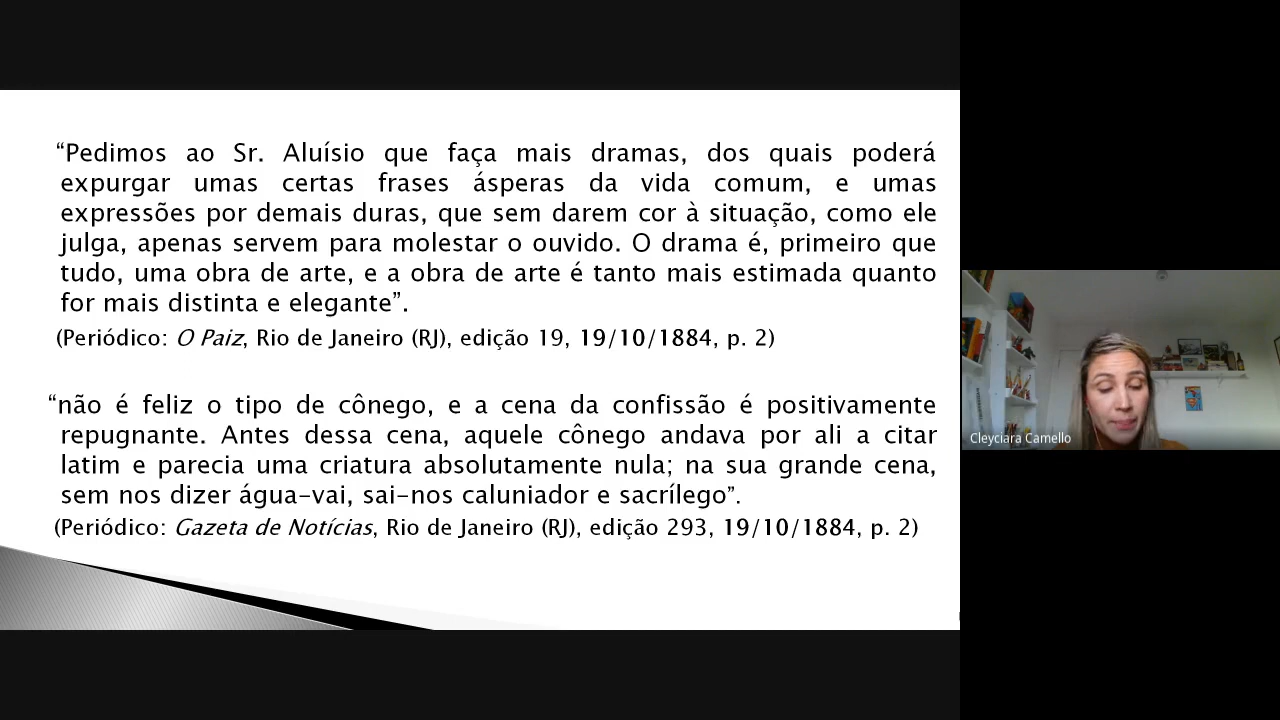 “Pedimos ao Sr. Aluísio que faça mais dramas, dos quais poderá
expurgar umas certas frases ásperas da vida comum, e umas
expressões por demais duras, que sem darem cor à situação, como ele
julga, apenas servem para molestar o ouvido. O drama é, primeiro que
tudo, uma obra de arte, e a obra de arte é tanto mais estimada quanto
for mais distinta e elegante”.
(Periódico: O Paiz, Rio de Janeiro (RJ), edição 19, 19/10/1884, p. 2)
“não é feliz o tipo de cônego, e a cena da confissão é positivamente
repugnante. Antes dessa cena, aquele cônego andava por ali a citar
latim e parecia uma criatura absolutamente nula; na sua grande cena,
sem nos dizer água-vai, sai-nos caluniador e sacrílego”.
(Periódico: Gazeta de Notícias, Rio de Janeiro (RJ), edição 293, 19/10/1884, p. 2)
Cleyciara Camello